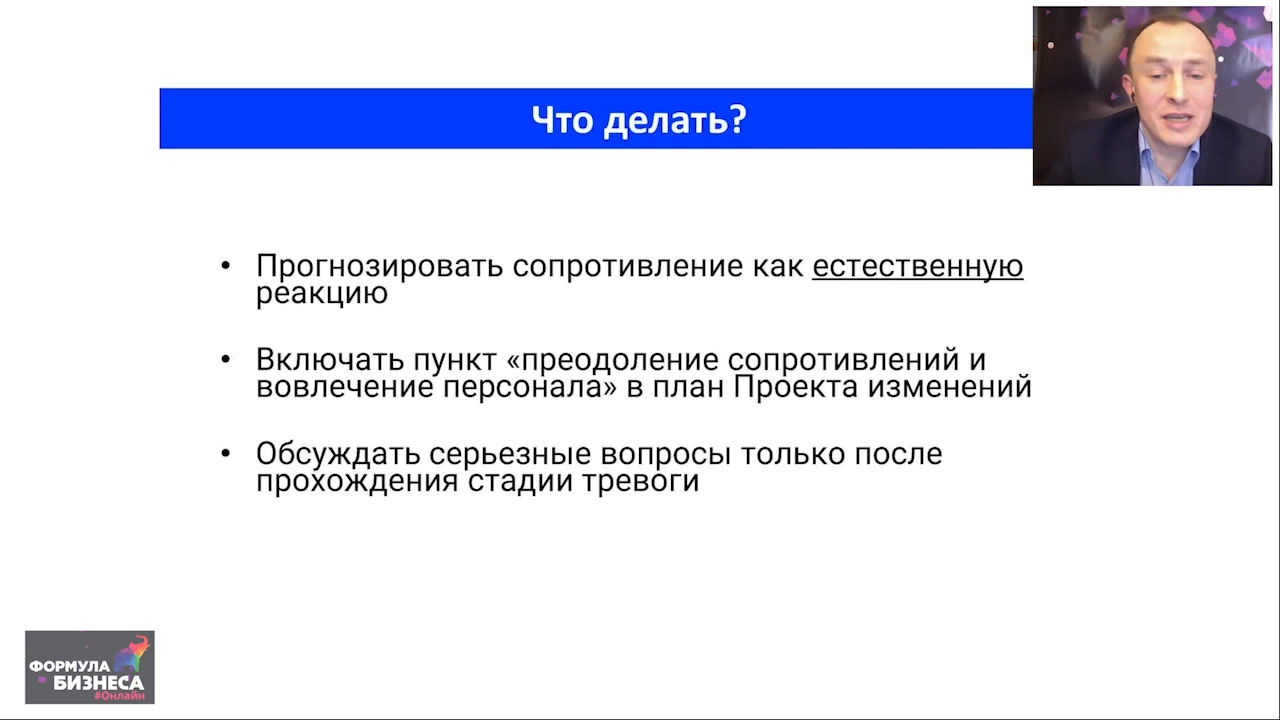 Что делать?
• Прогнозировать сопротивление как естественную
реакцию
• Включать пункт «преодоление сопротивлений и
вовлечение персонала» в план Проекта изменений
• Обсуждать серьезные вопросы только после
прохождения стадии тревоги
ФОРМУЛА
БИЗНЕСА
#Онлайн